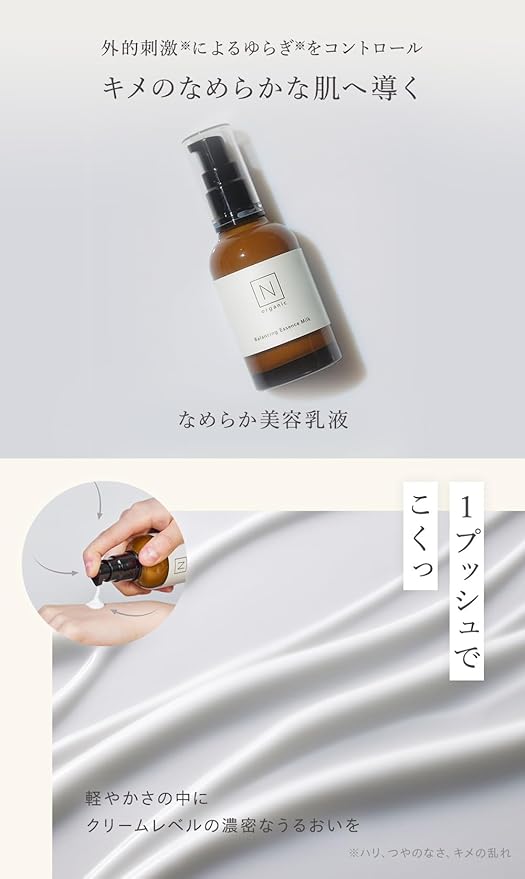 外的刺激※によるゆらぎ※をコントロール
キメのなめらかな肌へ導く
N
organic
Balancing Essence Milk
なめらか美容乳液
1プッシュで
こくっ
N
軽やかさの中に
クリームレベルの濃密なうるおいを
※ハリ、つやのなさ、キメの乱れ